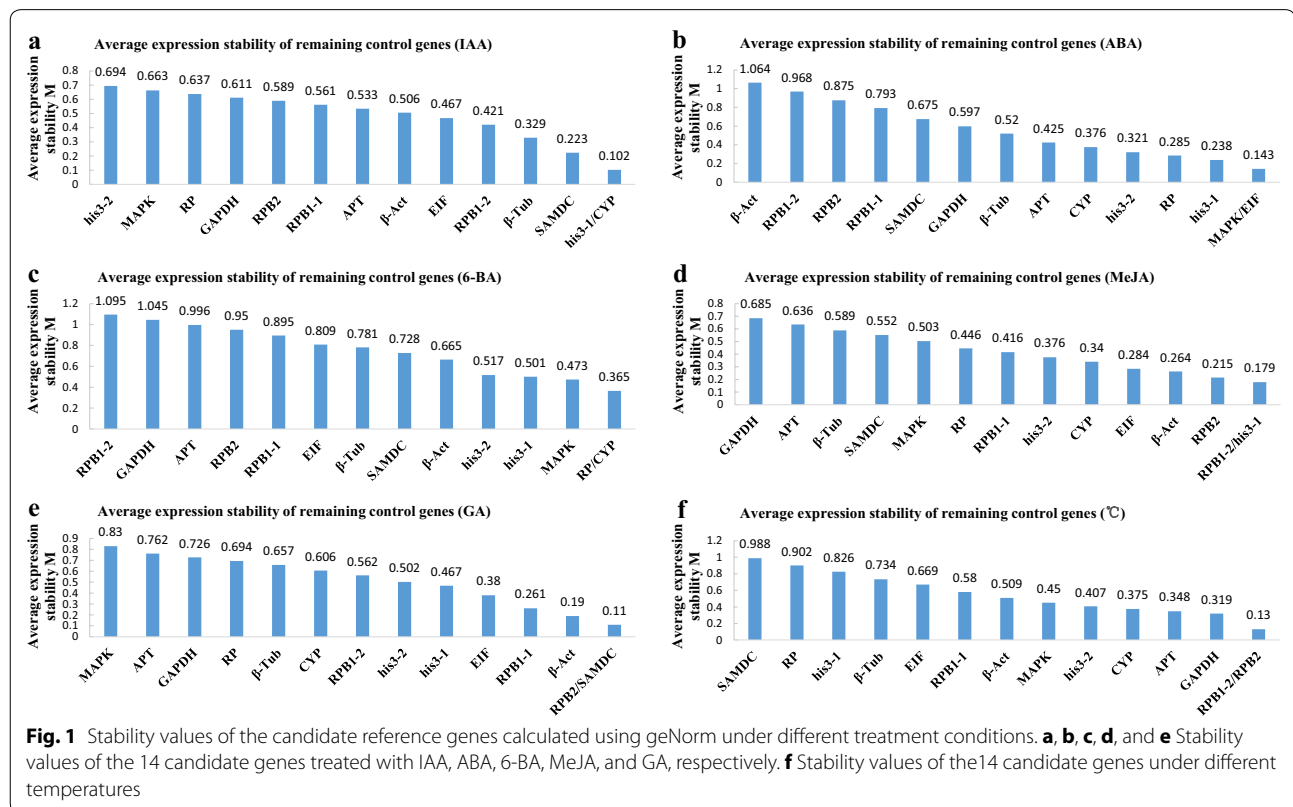 a
Average expression stability of remaining control genes (IAA)
Average expression
stability M
0.8
0.7
0.6
0.5
0.4
0.3
0.2
0.1
0
0.694 0.663 0.637 0.611 0.589 0.561 0.533 0.506 0.467 0.421 0.329 0.223 0.102
his3-2 MAPK RP GAPDH RPB2 RPB1-1 APT β-Act EIF RPB1-2 β-Tub SAMDC his3-1/CYP
b
Average expression stability of remaining control genes (ABA)
Average expression
stability M
1.2
1
0.8
0.6
0.4
0.2
0
1.064 0.968 0.875 0.793 0.675 0.597 0.52 0.425 0.376 0.321 0.285 0.238 0.143
β-Act RPB1-2 RPB2 RPB1-1 SAMDC GAPDH β-Tub APT CYP his3-2 RP his3-1 MAPK/EIF
c
Average expression stability of remaining control genes (6-BA)
Average expression
stability M
1.2
1
0.8
0.6
0.4
0.2
0
1.095 1.045 0.996 0.95 0.895 0.809 0.781 0.728 0.665 0.517 0.501 0.473 0.365
RPB1-2 GAPDH APT RPB2 RPB1-1 EIF β-Tub SAMDC β-Act his3-2 his3-1 MAPK RP/CYP
d
Average expression stability of remaining control genes (MeJA)
Average expression
stability M
0.8
0.7
0.6
0.5
0.4
0.3
0.2
0.1
0
0.685 0.636 0.589 0.552 0.503 0.446 0.416 0.376 0.34 0.284 0.264 0.215 0.179
GAPDH APT β-Tub SAMDC MAPK RP RPB1-1 his3-2 CYP EIF β-Act RPB2 RPB1-2/his3-1
e
Average expression stability of remaining control genes (GA)
Average expression
stability M
0.9
0.8
0.7
0.6
0.5
0.4
0.3
0.2
0.1
0
0.83 0.762 0.726 0.694 0.657 0.606 0.562 0.502 0.467 0.38 0.261 0.19 0.11
MAPK APT GAPDH RP β-Tub CYP RPB1-2 his3-2 his3-1 EIF RPB1-1 β-Act RPB2/SAMDC
f
Average expression stability of remaining control genes (℃)
Average expression
stability M
1.2
1
0.8
0.6
0.4
0.2
0
0.988 0.902 0.826 0.734 0.669 0.58 0.509 0.45 0.407 0.375 0.348 0.319 0.13
SAMDC RP his3-1 β-Tub EIF RPB1-1 β-Act MAPK his3-2 CYP APT GAPDH RPB1-2/RPB2
Fig. 1 Stability values of the candidate reference genes calculated using geNorm under different treatment conditions. a, b, c, d, and e Stability
values of the 14 candidate genes treated with IAA, ABA, 6-BA, MeJA, and GA, respectively. f Stability values of the14 candidate genes under different
temperatures